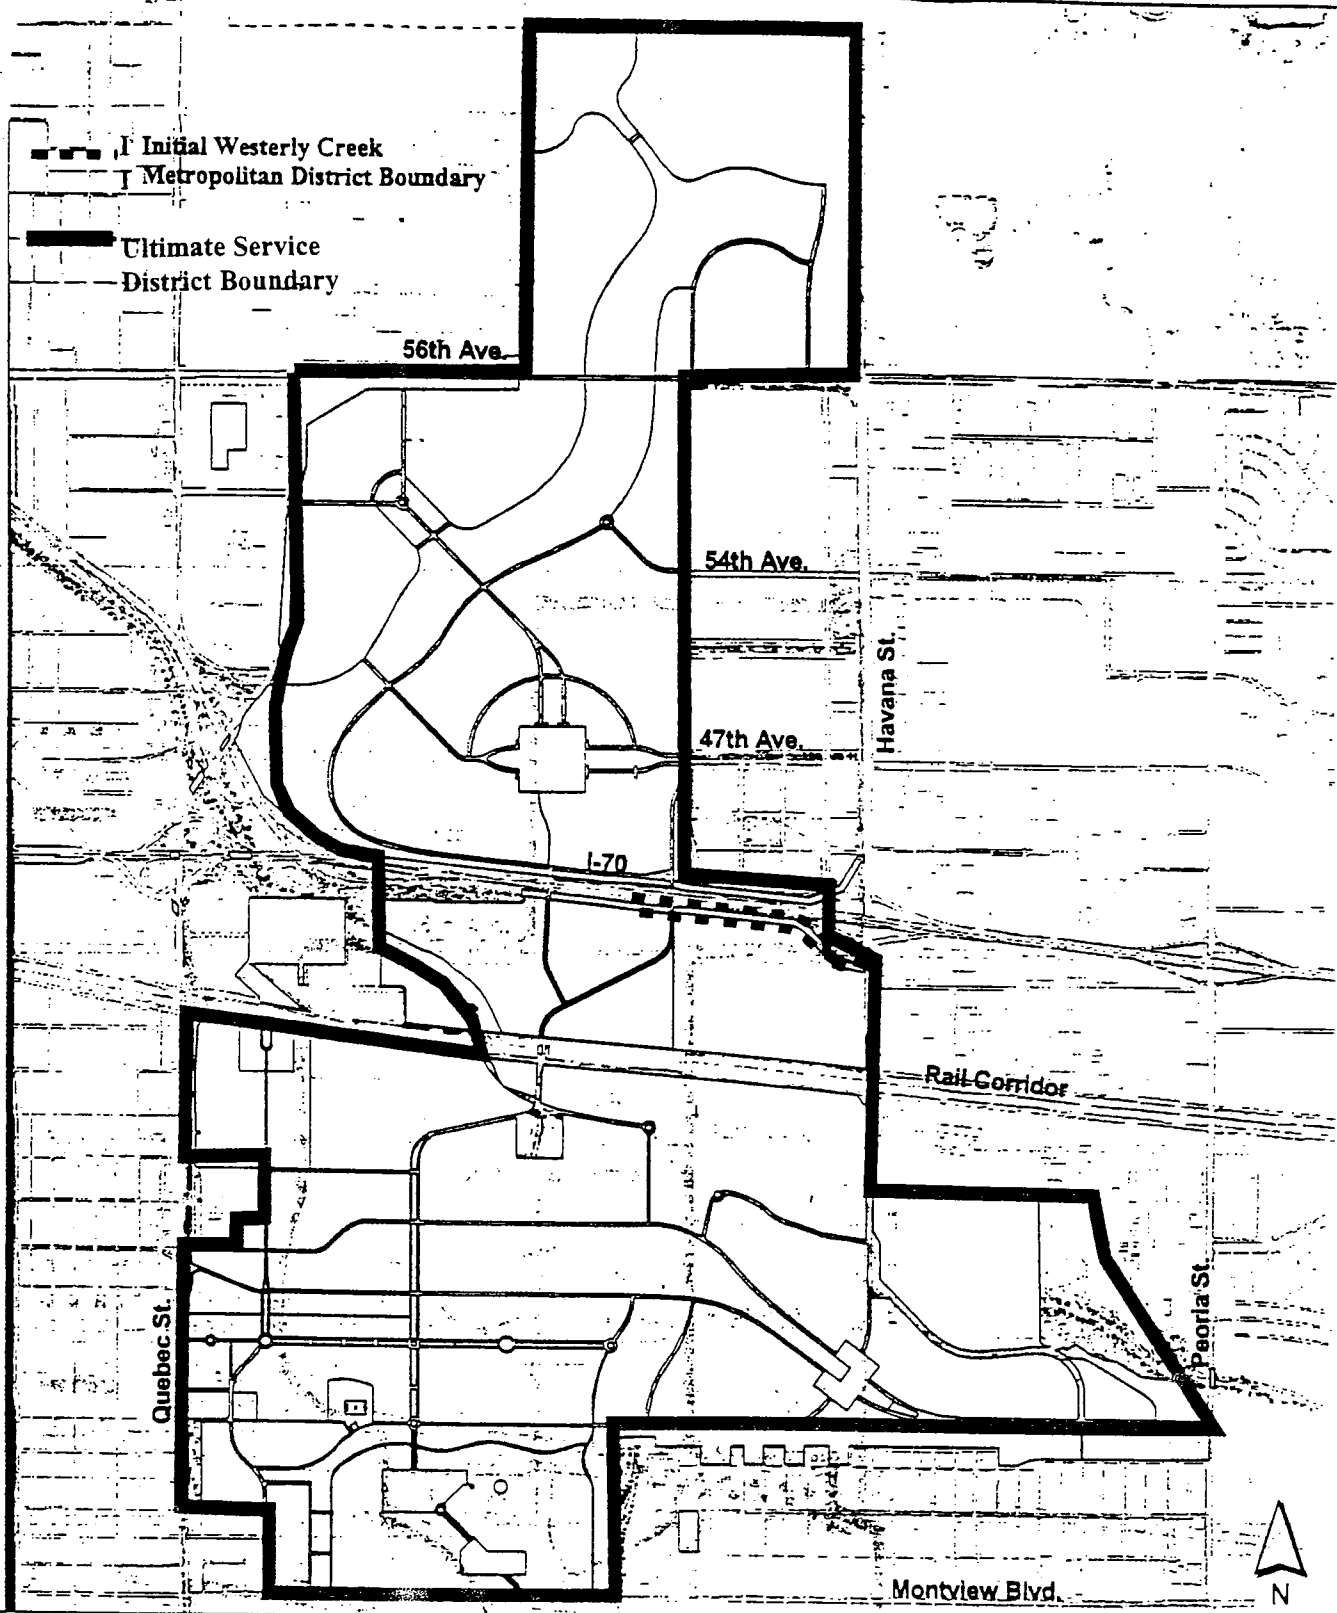 Initial Westerly Creek
Metropolitan District Boundary
Ultimate Service
District Boundary
56th Ave.
54th Ave.
Havana St.
47th Ave.
I-70
Rail Corridor
Peoria St.
Quebec St.
Montview Blvd.
N